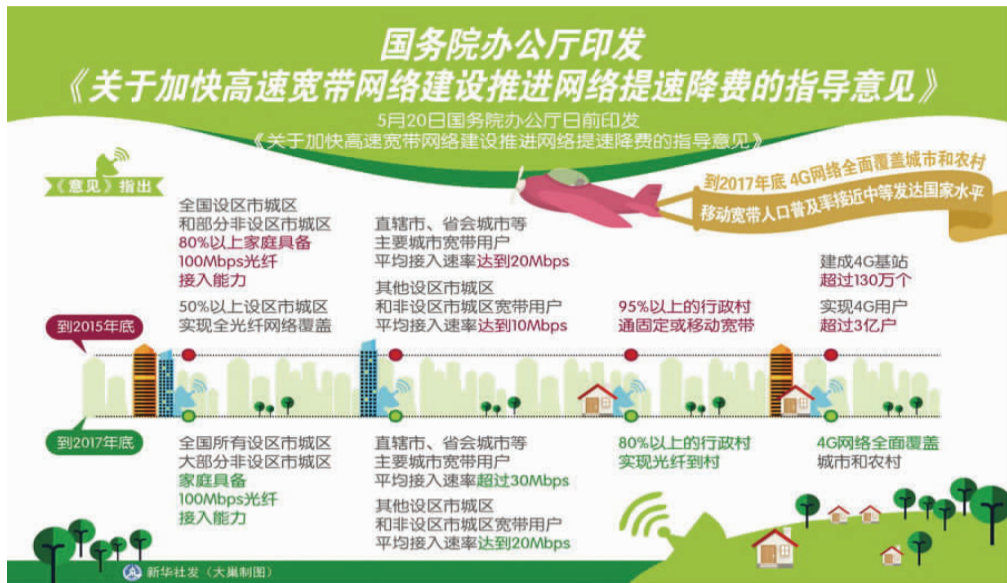 国务院办公厅印发
《关于加快高速宽带网络建设推进网络提速降费的指导意见》
5月20日国务院办公厅日前印发
《关于加快高速宽带网络建设推进网络提速降费的指导意见》
《意见》指出
到2017年底 4G网络全面覆盖城市和农村
移动宽带人口普及率接近中等发达国家水平
到2015年底
全国设区市城区
和部分非设区市城区
80%以上家庭具备
100Mbps光纤
接入能力
50%以上设区市城区
实现全光纤网络覆盖
直辖市、省会城市等
主要城市宽带用户
平均接入速率达到20Mbps
其他设区市城区
和非设区市城区宽带用户
平均接入速率达到10Mbps
95%以上的行政村
通固定或移动宽带
建成4G基站
超过130万个
实现4G用户
超过3亿户
到2017年底
全国所有设区市城区
大部分非设区市城区
家庭具备
100Mbps光纤
接入能力
直辖市、省会城市等
主要城市宽带用户
平均接入速率超过30Mbps
其他设区市城区
和非设区市城区宽带用户
平均接入速率达到20Mbps
80%以上的行政村
实现光纤到村
4G网络全面覆盖
城市和农村
新华社发（大巢制图）